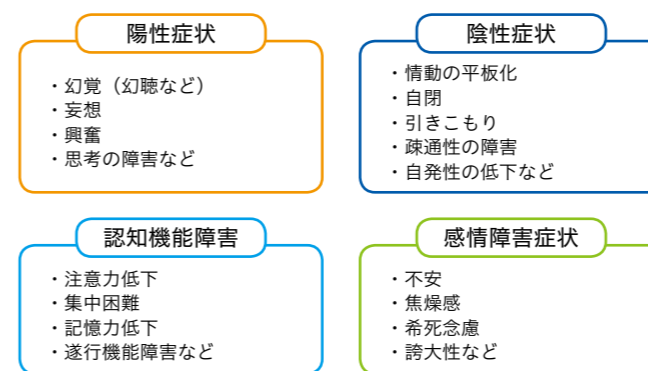 陽性症状
・幻覚（幻聴など）
・妄想
・興奮
・思考の障害など
陰性症状
・情動の平板化
・自閉
・引きこもり
・疎通性の障害
・自発性の低下など
認知機能障害
・注意力低下
・集中困難
・記憶力低下
・遂行機能障害など
感情障害症状
・不安
・焦燥感
・希死念慮
・誇大性など